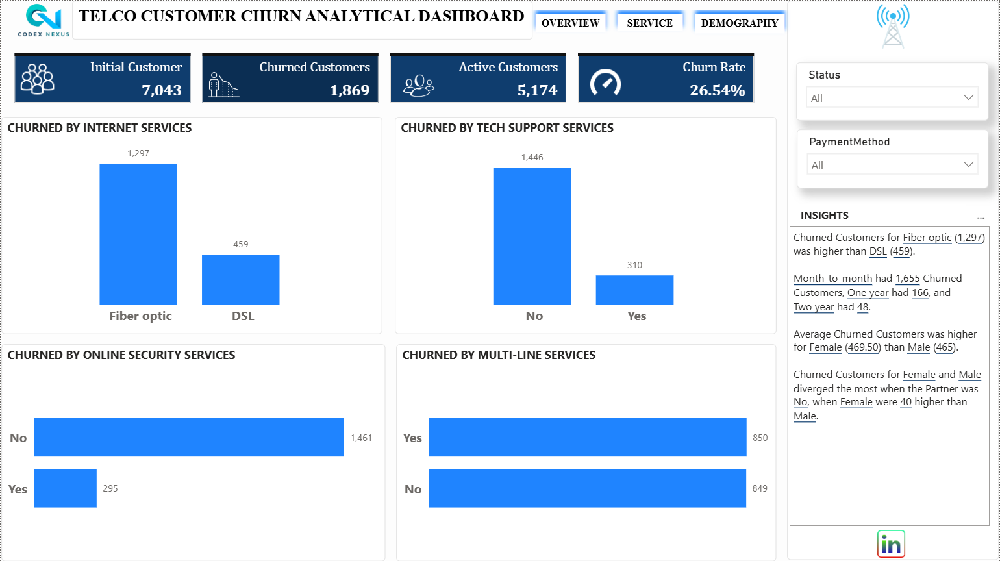 CODEX NEXUS
TELCO CUSTOMER CHURN ANALYTICAL DASHBOARD
OVERVIEW
SERVICE
DEMOGRAPHY
Initial Customer
7,043
Churned Customers
1,869
Active Customers
5,174
Churn Rate
26.54%
Status
All
PaymentMethod
All
CHURNED BY INTERNET SERVICES
1,297
459
Fiber optic
DSL
CHURNED BY TECH SUPPORT SERVICES
1,446
310
No
Yes
CHURNED BY ONLINE SECURITY SERVICES
No
1,461
Yes
295
CHURNED BY MULTI-LINE SERVICES
Yes
850
No
849
INSIGHTS
...
Churned Customers for Fiber optic (1,297)
was higher than DSL (459).
Month-to-month had 1,655 Churned
Customers, One year had 166, and
Two year had 48.
Average Churned Customers was higher
for Female (469.50) than Male (465).
Churned Customers for Female and Male
diverged the most when the Partner was
No, when Female were 40 higher than
Male.
in